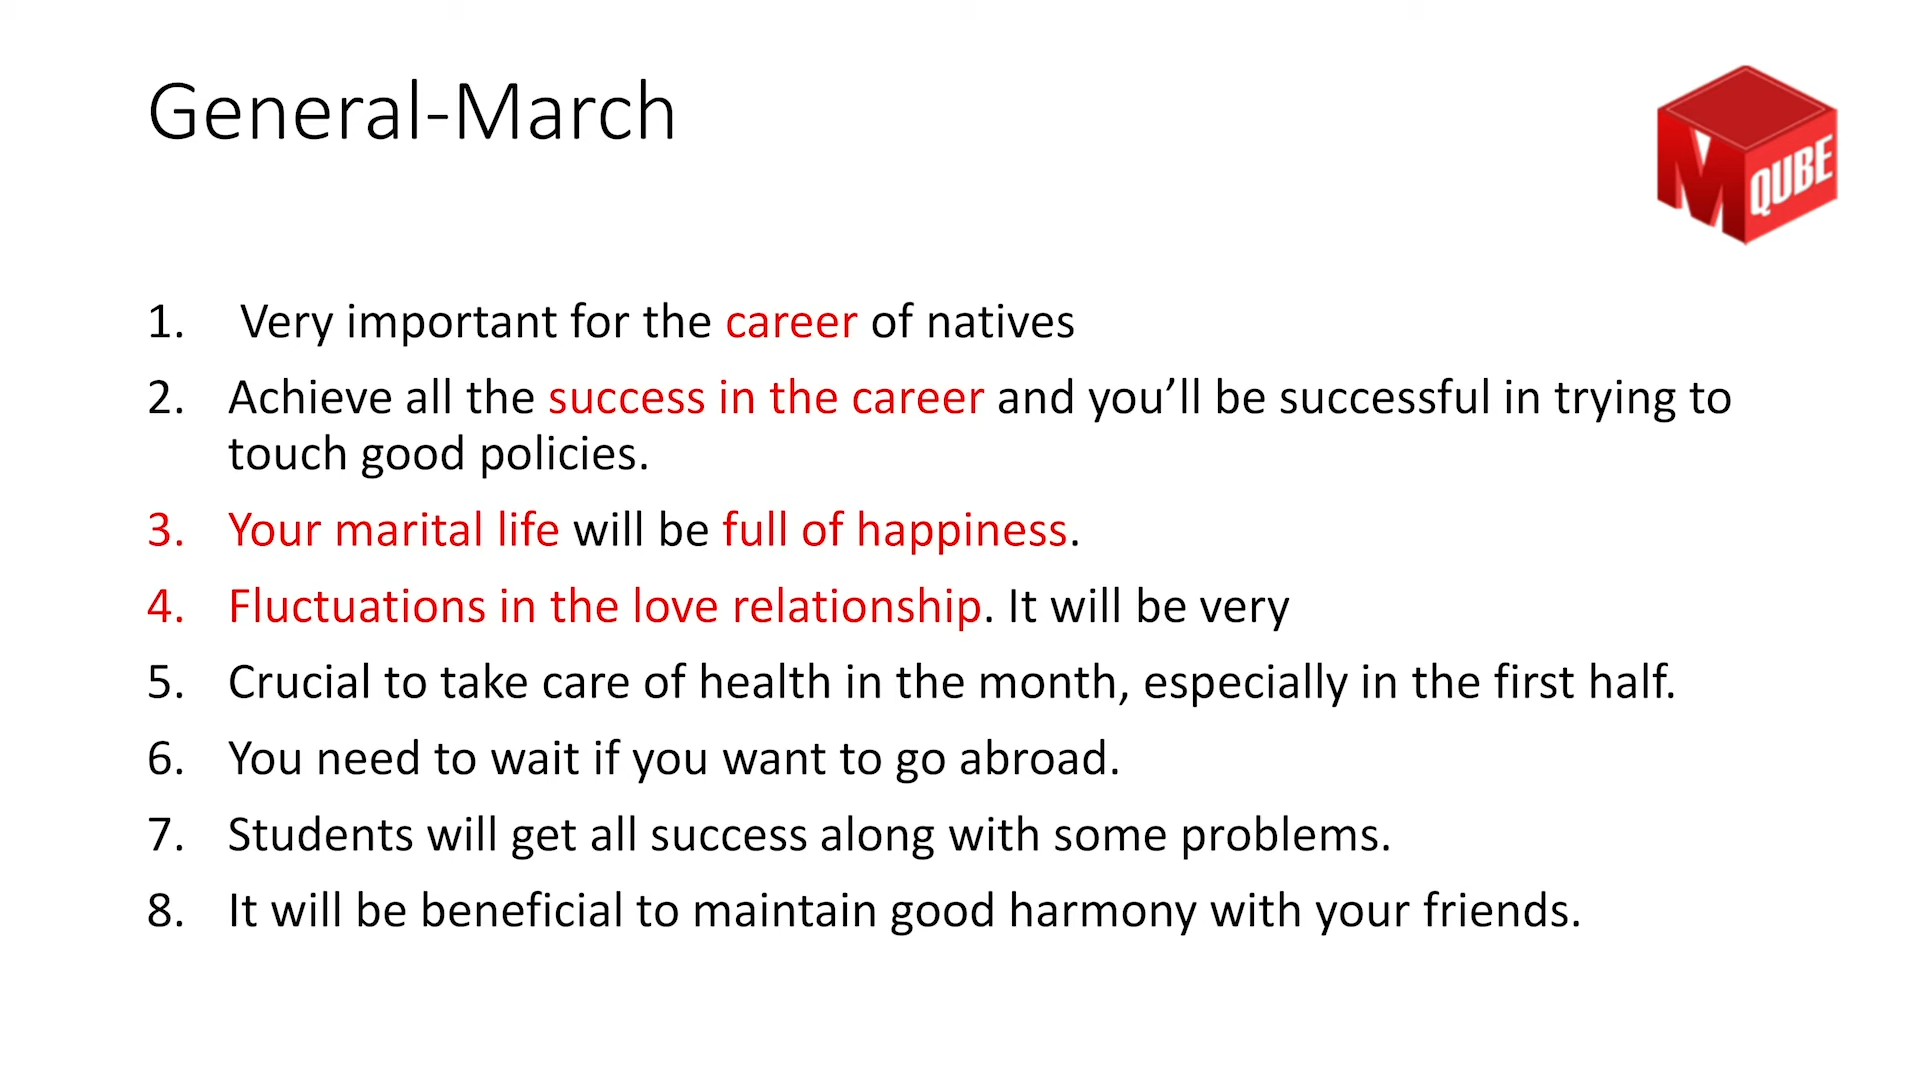 General-March
M QUBE
1. Very important for the career of natives
2. Achieve all the success in the career and you’ll be successful in trying to
touch good policies.
3. Your marital life will be full of happiness.
4. Fluctuations in the love relationship. It will be very
5. Crucial to take care of health in the month, especially in the first half.
6. You need to wait if you want to go abroad.
7. Students will get all success along with some problems.
8. It will be beneficial to maintain good harmony with your friends.